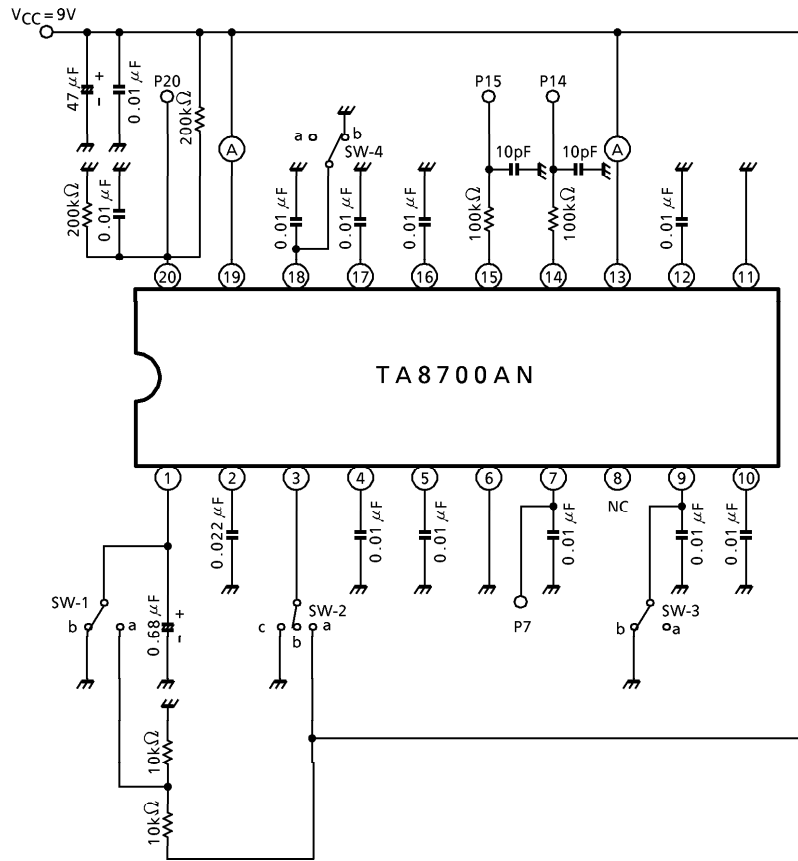 VCC = 9V
47 μF
+
-
0.01 μF
P20
200kΩ
A
P15
P14
A
a
b
SW-4
10pF
10pF
200kΩ
0.01 μF
0.01 μF
0.01 μF
0.01 μF
100kΩ
100kΩ
0.01 μF
20
19
18
17
16
15
14
13
12
11
TA8700AN
1
2
3
4
5
6
7
8
9
10
NC
0.022 μF
0.01 μF
0.01 μF
0.01 μF
0.01 μF
0.01 μF
SW-1
b
a
0.68 μF
+
-
SW-2
c
b
a
P7
SW-3
b
a
10kΩ
10kΩ